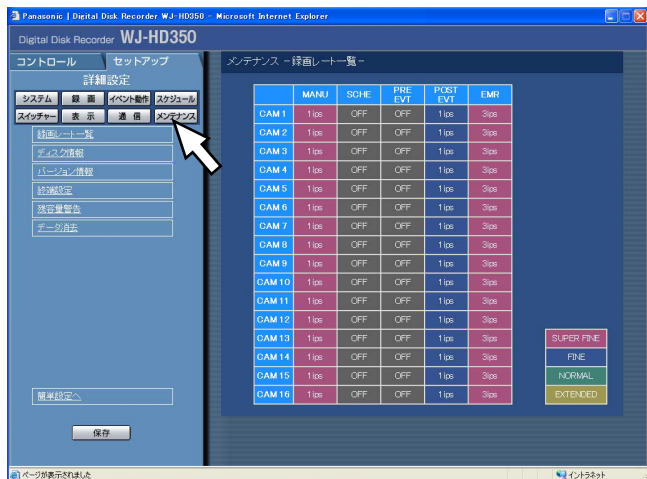 Panasonic | Digital Disk Recorder WJ-HD350 - Microsoft Internet Explorer
Digital Disk Recorder WJ-HD350
コントロール セットアップ
詳細設定
システム 録 画 イベント動作 スケジュール
スイッチャー 表 示 通 信 メンテナンス
録画レート一覧
ディスク情報
バージョン情報
終端設定
残容量警告
データ消去
簡単設定へ
保存
メンテナンス －録画レート一覧－
MANU SCHE PRE EVT POST EVT EMR
CAM 1 1ips OFF OFF 1ips 3ips
CAM 2 1ips OFF OFF 1ips 3ips
CAM 3 1ips OFF OFF 1ips 3ips
CAM 4 1ips OFF OFF 1ips 3ips
CAM 5 1ips OFF OFF 1ips 3ips
CAM 6 1ips OFF OFF 1ips 3ips
CAM 7 1ips OFF OFF 1ips 3ips
CAM 8 1ips OFF OFF 1ips 3ips
CAM 9 1ips OFF OFF 1ips 3ips
CAM 10 1ips OFF OFF 1ips 3ips
CAM 11 1ips OFF OFF 1ips 3ips
CAM 12 1ips OFF OFF 1ips 3ips
CAM 13 1ips OFF OFF 1ips 3ips
CAM 14 1ips OFF OFF 1ips 3ips
CAM 15 1ips OFF OFF 1ips 3ips
CAM 16 1ips OFF OFF 1ips 3ips
SUPER FINE
FINE
NORMAL
EXTENDED
ページが表示されました
イントラネット